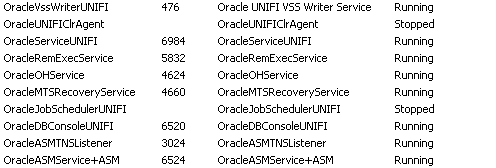 OracleVssWriterUNIFI 476 Oracle UNIFI VSS Writer Service Running
OracleUNIFIClrAgent OracleUNIFIClrAgent Stopped
OracleServiceUNIFI 6984 OracleServiceUNIFI Running
OracleRemExecService 5832 OracleRemExecService Running
OracleOHService 4624 OracleOHService Running
OracleMTSRecoveryService 4660 OracleMTSRecoveryService Running
OracleJobSchedulerUNIFI OracleJobSchedulerUNIFI Stopped
OracleDBConsoleUNIFI 6520 OracleDBConsoleUNIFI Running
OracleASMTNSListener 3024 OracleASMTNSListener Running
OracleASMService+ASM 6524 OracleASMService+ASM Running